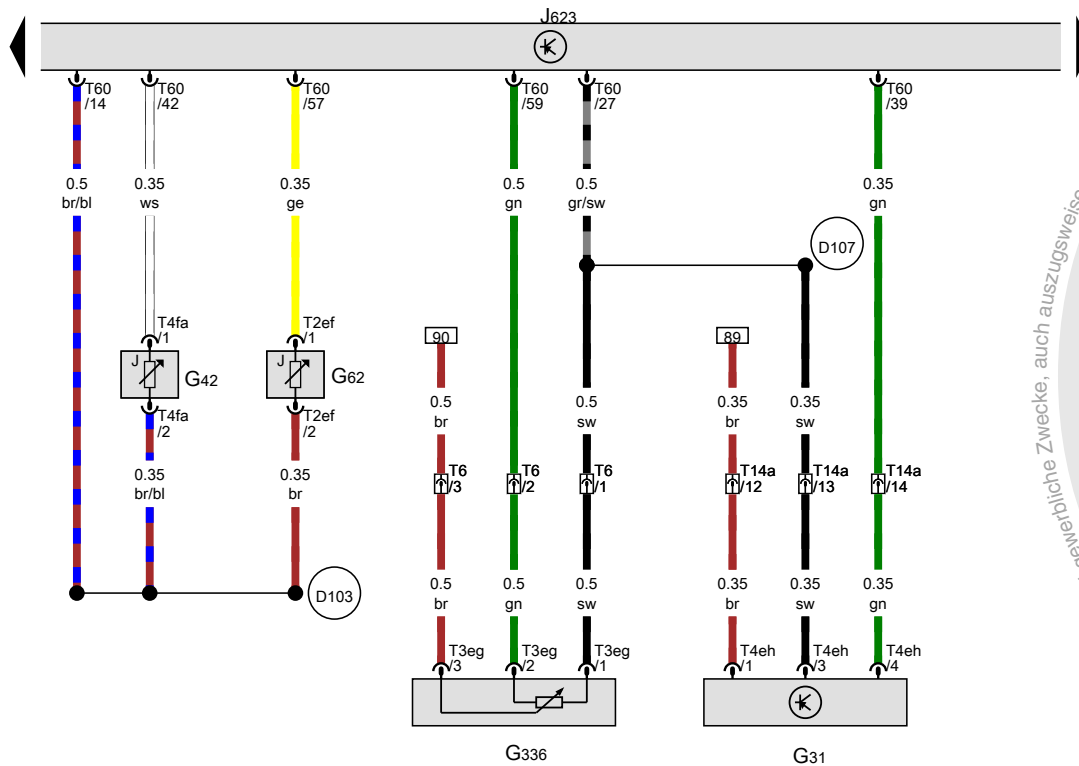 J623
T60
/14
T60
/42
T60
/57
T60
/59
T60
/27
T60
/39
0.5
br/bl
0.35
ws
0.35
ge
0.5
gn
0.5
gr/sw
0.35
gn
D107
T4fa
/1
T2ef
/1
90
89
J
G42
J
G62
T4fa
/2
T2ef
/2
0.5
br
0.5
sw
0.35
br
0.35
sw
0.35
br/bl
0.35
br
T6
/3
T6
/2
T6
/1
T14a
/12
T14a
/13
T14a
/14
D103
0.5
br
0.5
gn
0.5
sw
0.35
br
0.35
sw
0.35
gn
T3eg
/3
T3eg
/2
T3eg
/1
T4eh
/1
T4eh
/3
T4eh
/4
G336
G31
gewerbliche Zwecke, auch auszugsweise